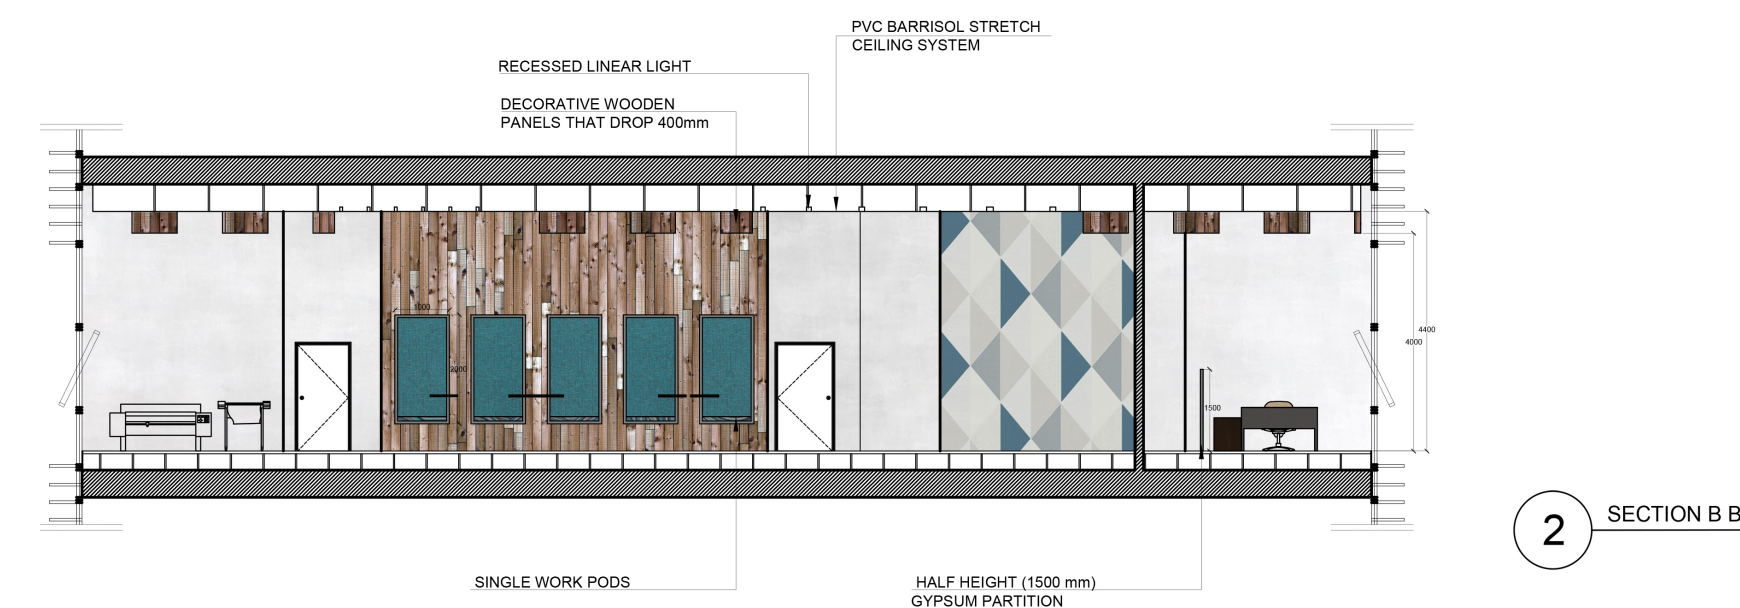 PVC BARRISOL STRETCH
CEILING SYSTEM
RECESSED LINEAR LIGHT
DECORATIVE WOODEN
PANELS THAT DROP 400mm
1000
2000
4400
4000
1500
2
SECTION B B
SINGLE WORK PODS
HALF HEIGHT (1500 mm)
GYPSUM PARTITION